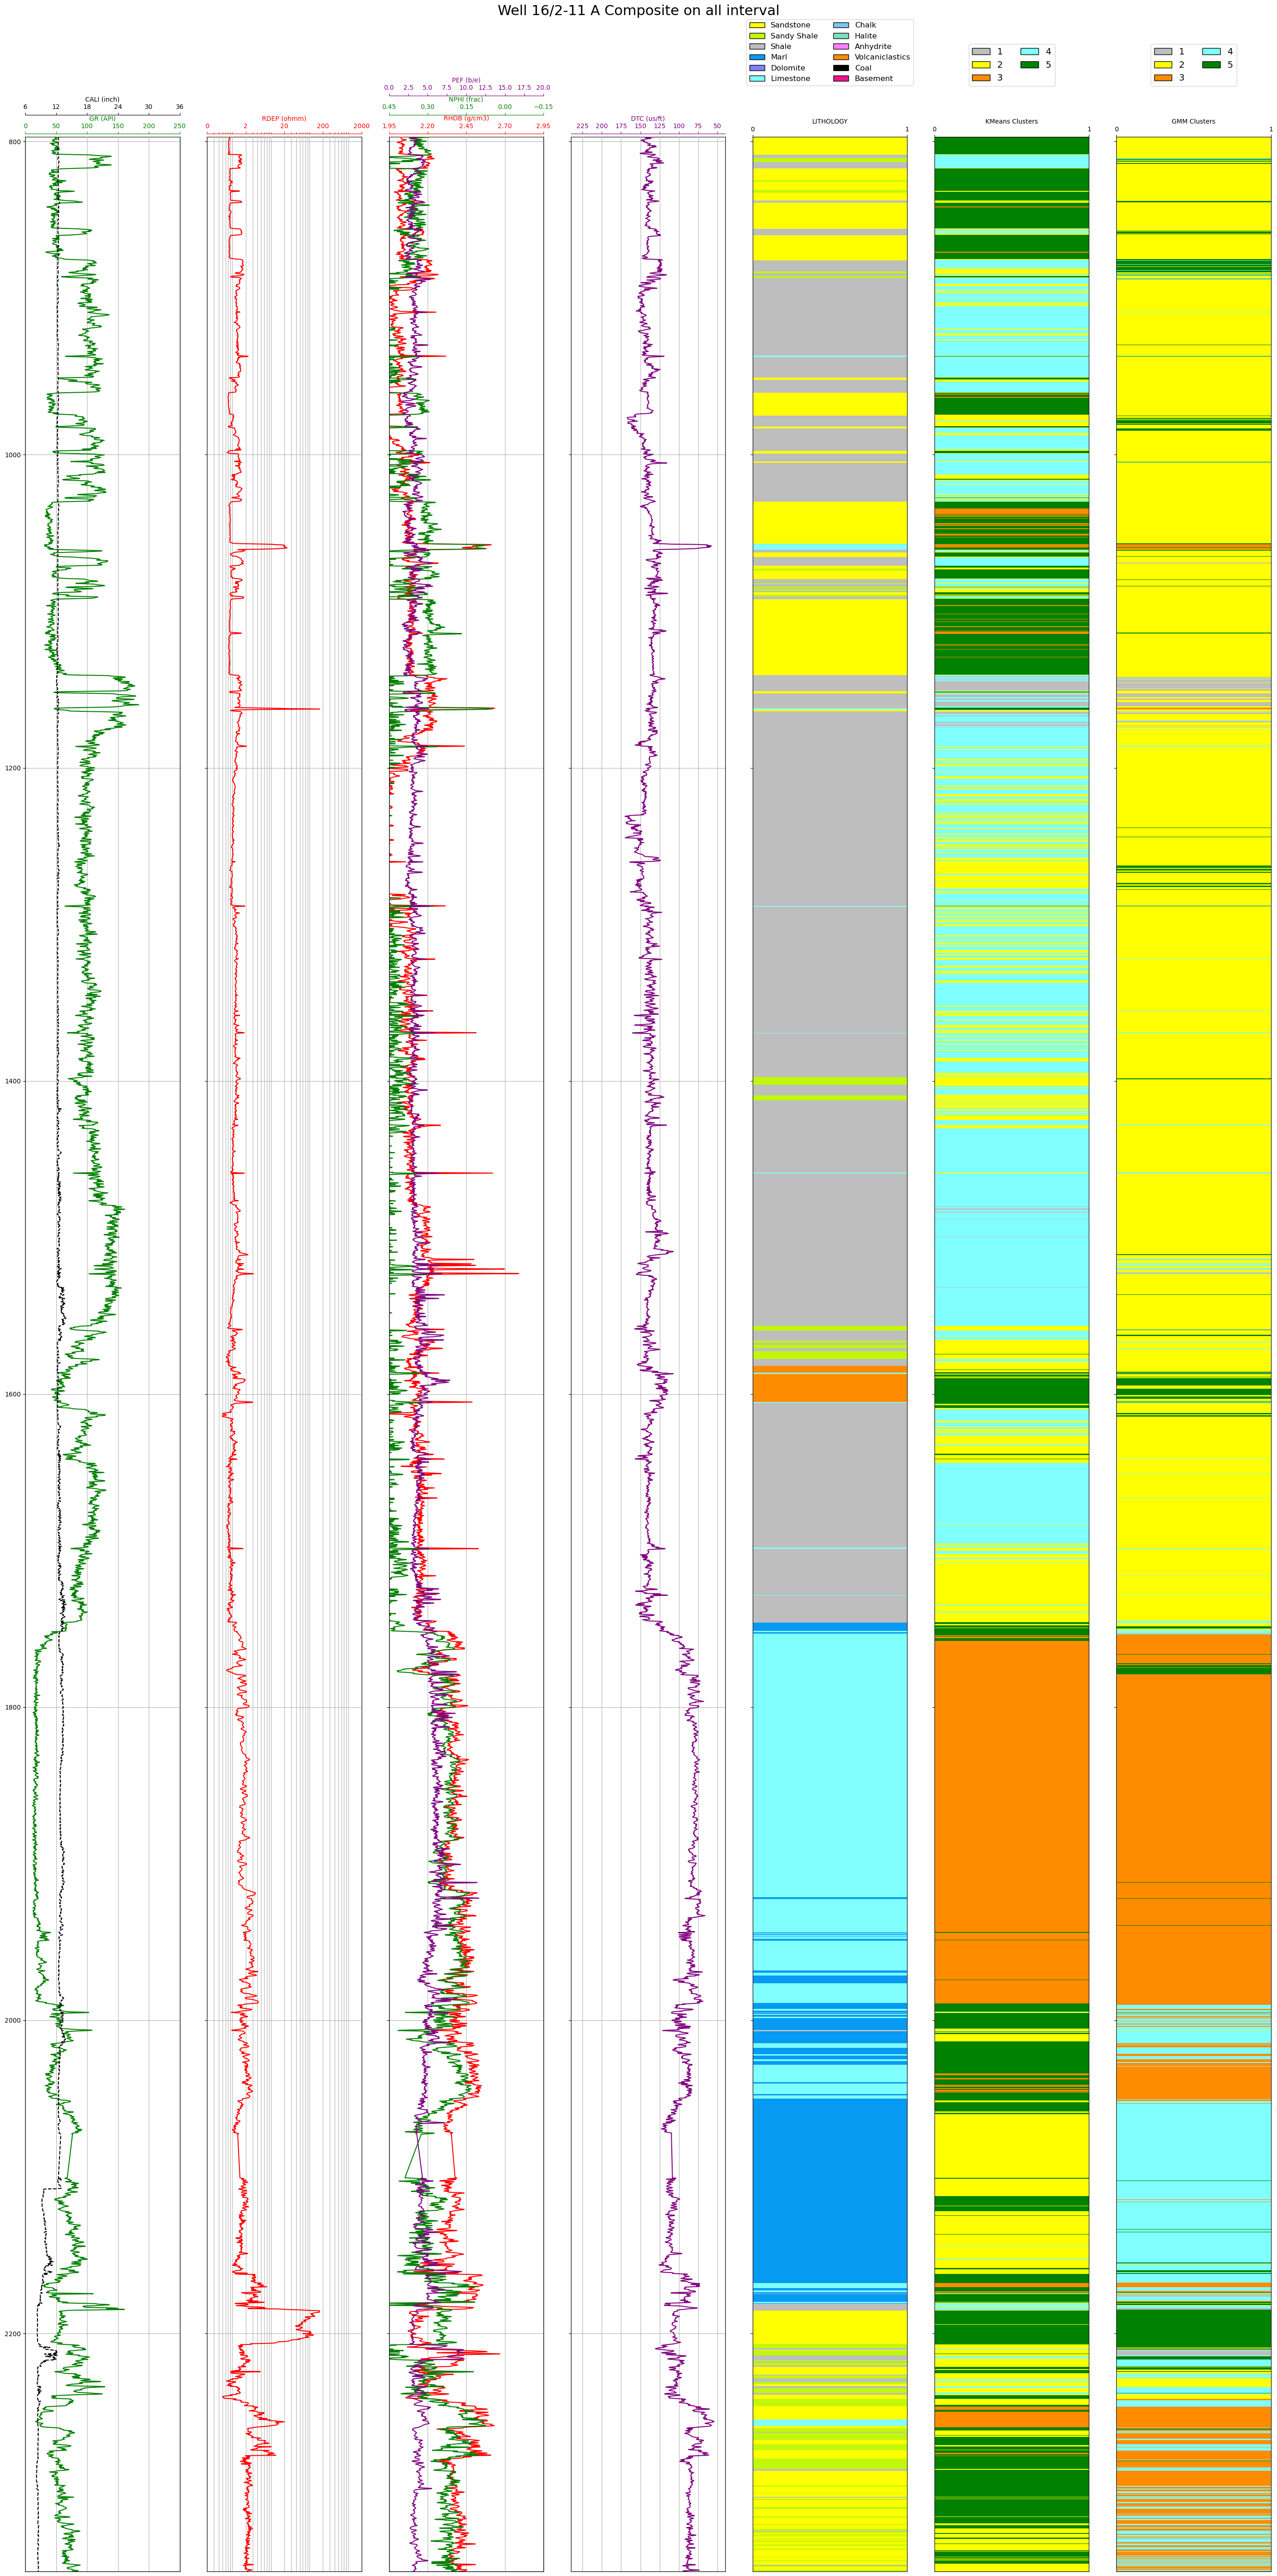 Well 16/2-11 A Composite on all interval
Sandstone Chalk
Sandy Shale Halite
Shale Anhydrite
Marl Volcaniclastics
Dolomite Coal
Limestone Basement
1 4
2 5
3
1 4
2 5
3
PEF (b/e)
0.0 2.5 5.0 7.5 10.0 12.5 15.0 17.5 20.0
CALI (inch)
6 12 18 24 30 36
NPHI (frac)
0.45 0.30 0.15 0.00 −0.15
GR (API)
0 50 100 150 200 250
RDEP (ohmm)
0 2 20 200 2000
RHOB (g/cm3)
1.95 2.20 2.45 2.70 2.95
DTC (us/ft)
225 200 175 150 125 100 75 50
LITHOLOGY
0 1
KMeans Clusters
0 1
GMM Clusters
0 1
800
1000
1200
1400
1600
1800
2000
2200